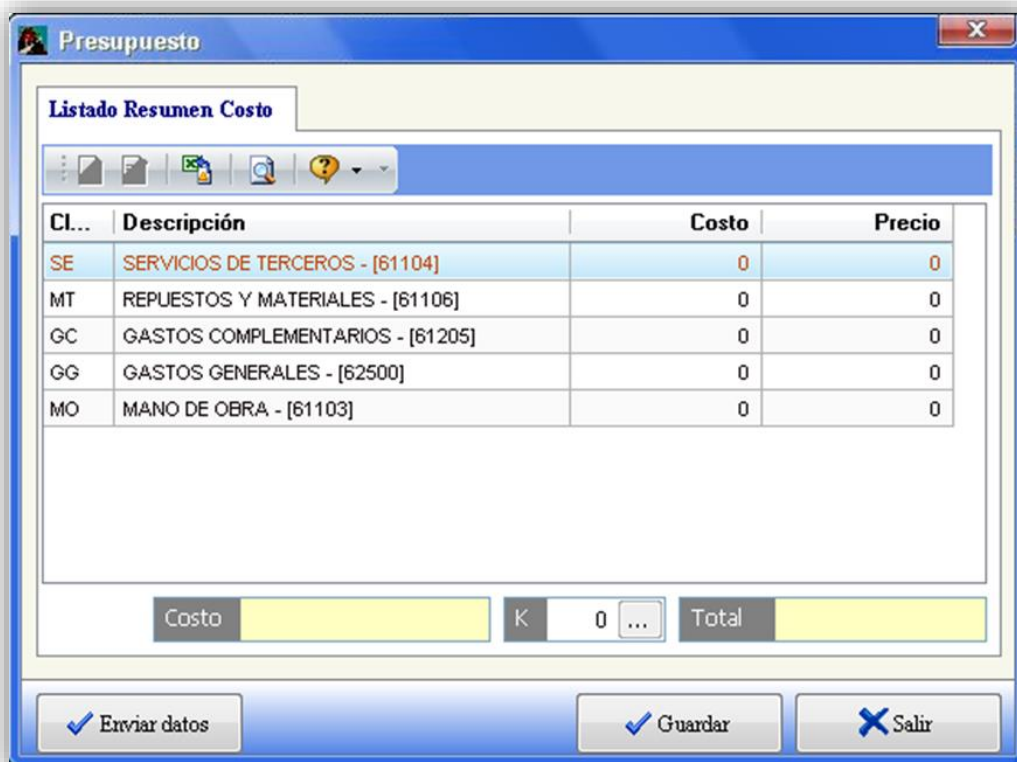 Presupuesto
Listado Resumen Costo
Cl... Descripción Costo Precio
SE SERVICIOS DE TERCEROS - [61104] 0 0
MT REPUESTOS Y MATERIALES - [61106] 0 0
GC GASTOS COMPLEMENTARIOS - [61205] 0 0
GG GASTOS GENERALES - [62500] 0 0
MO MANO DE OBRA - [61103] 0 0
Costo K 0 ... Total
Enviar datos Guardar Salir